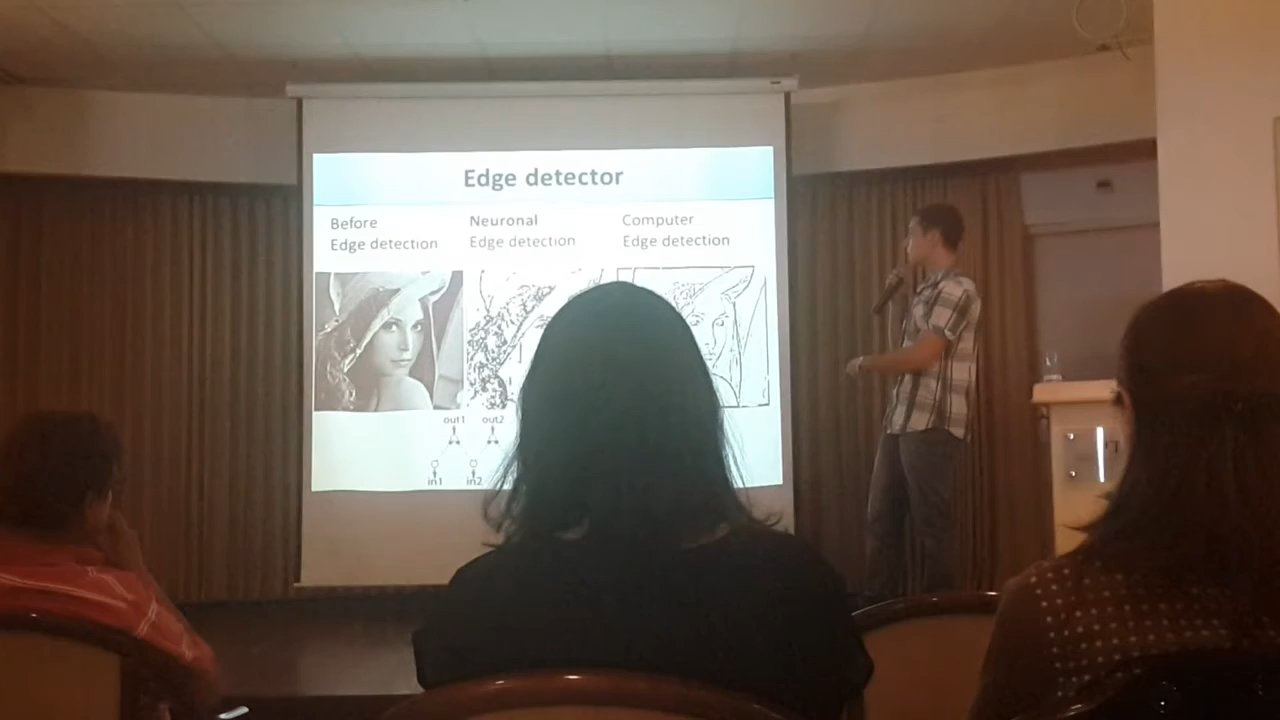 Edge detector
Before
Edge detection
Neuronal
Edge detection
Computer
Edge detection
out1
out2
in1
in2